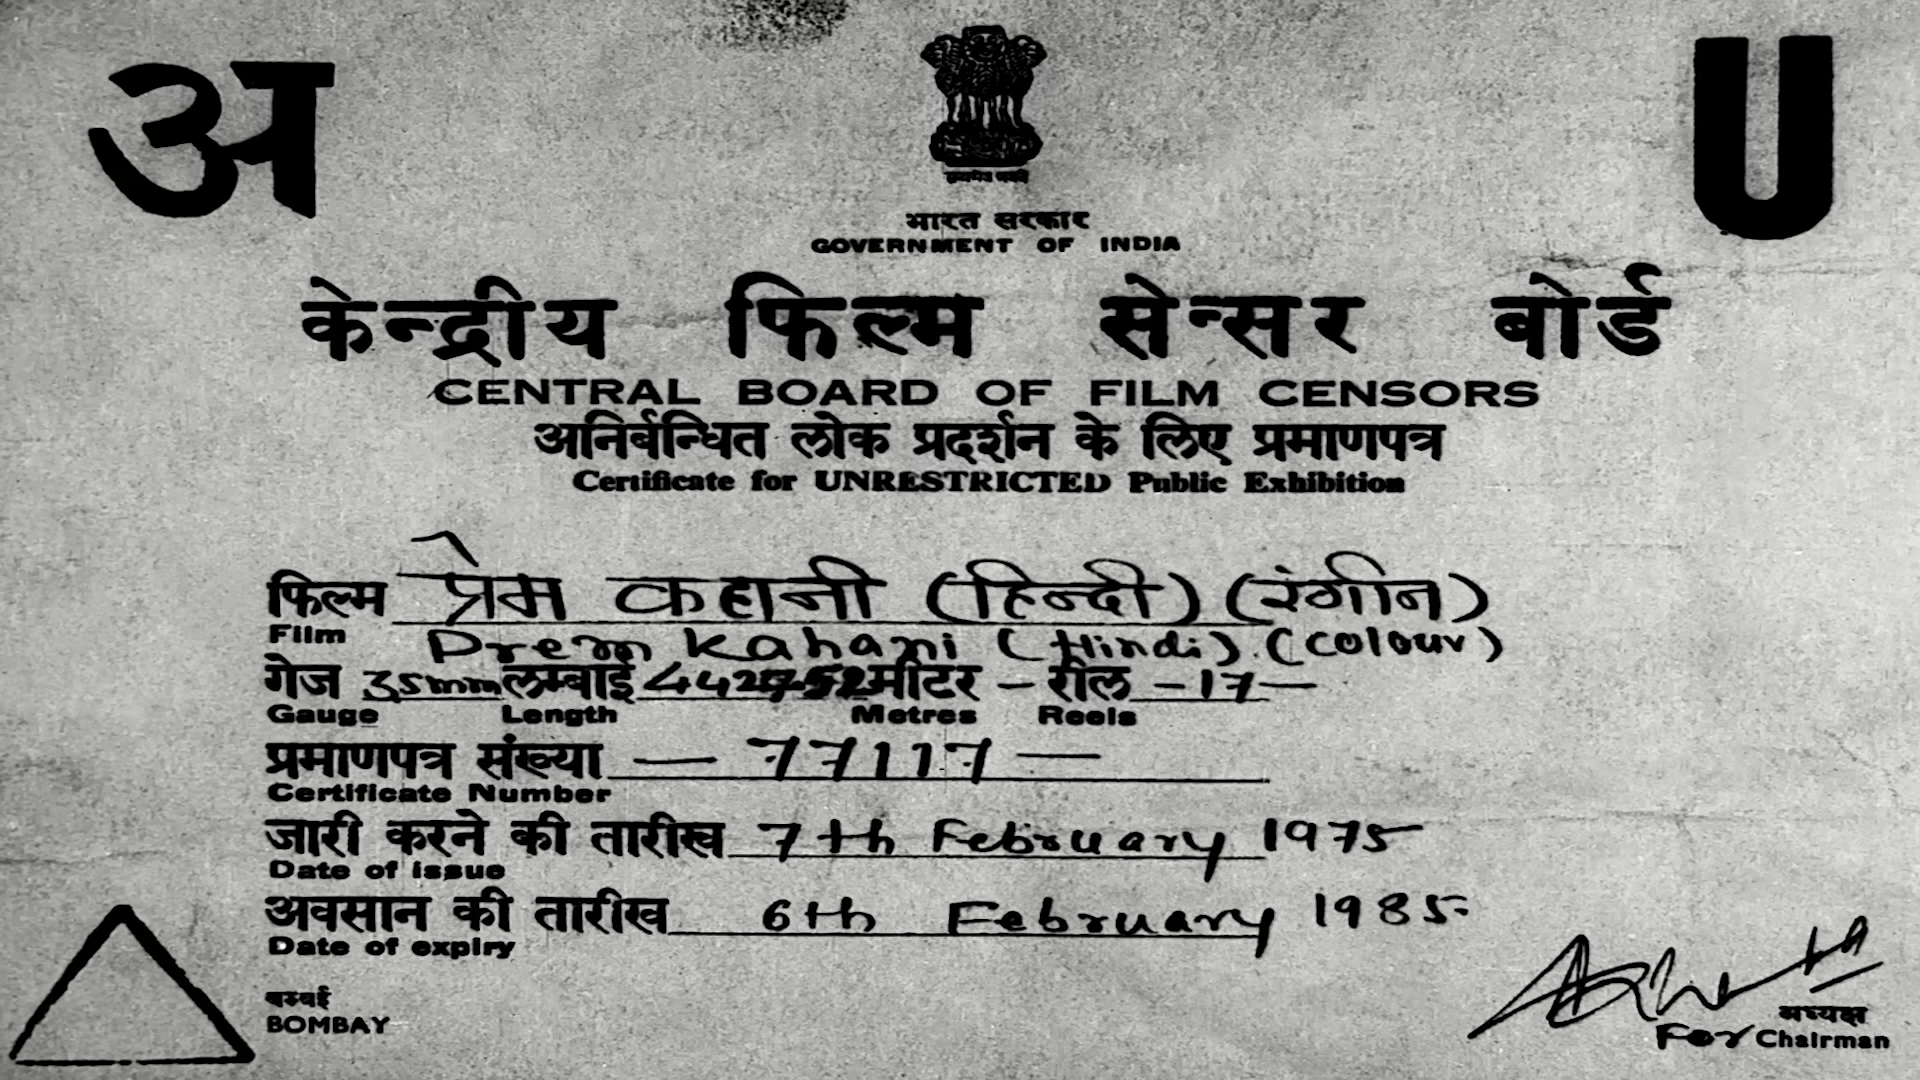 अ U
भारत सरकार
GOVERNMENT OF INDIA
केन्द्रीय फिल्म सेन्सर बोर्ड
CENTRAL BOARD OF FILM CENSORS
अनिर्बन्धित लोक प्रदर्शन के लिए प्रमाणपत्र
Certificate for UNRESTRICTED Public Exhibition
फिल्म प्रेम कहानी (हिन्दी) (रंगीन)
Film Prem Kahani (Hindi) (Colour)
गेज 35mm लम्बाई मीटर - रील - 17 -
Gauge Length Metres Reels
प्रमाणपत्र संख्या - 77117 -
Certificate Number
जारी करने की तारीख 7th February 1975
Date of issue
अवसान की तारीख 6th February 1985
Date of expiry
बम्बई
BOMBAY
अध्यक्ष
For Chairman